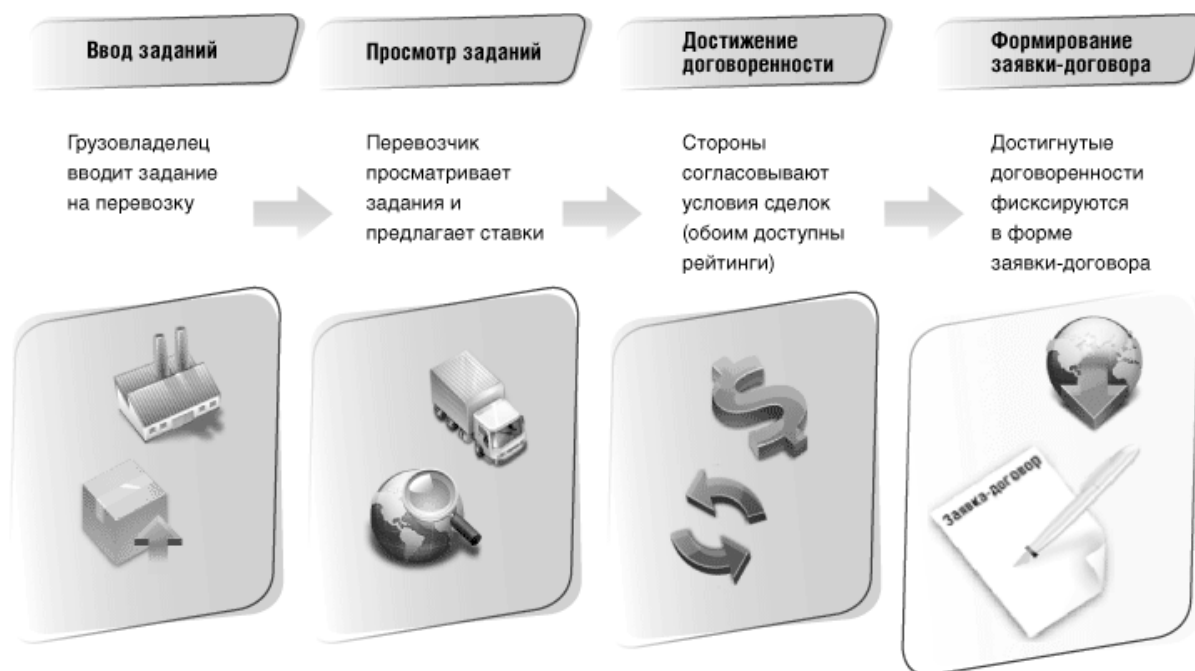 Ввод заданий
Грузовладелец
вводит задание
на перевозку
Просмотр заданий
Перевозчик
просматривает
задания и
предлагает ставки
Достижение
договоренности
Стороны
согласовывают
условия сделок
(обоим доступны
рейтинги)
Формирование
заявки-договора
Достигнутые
договоренности
фисксируются
в форме
заявки-договора
Заявка-договор